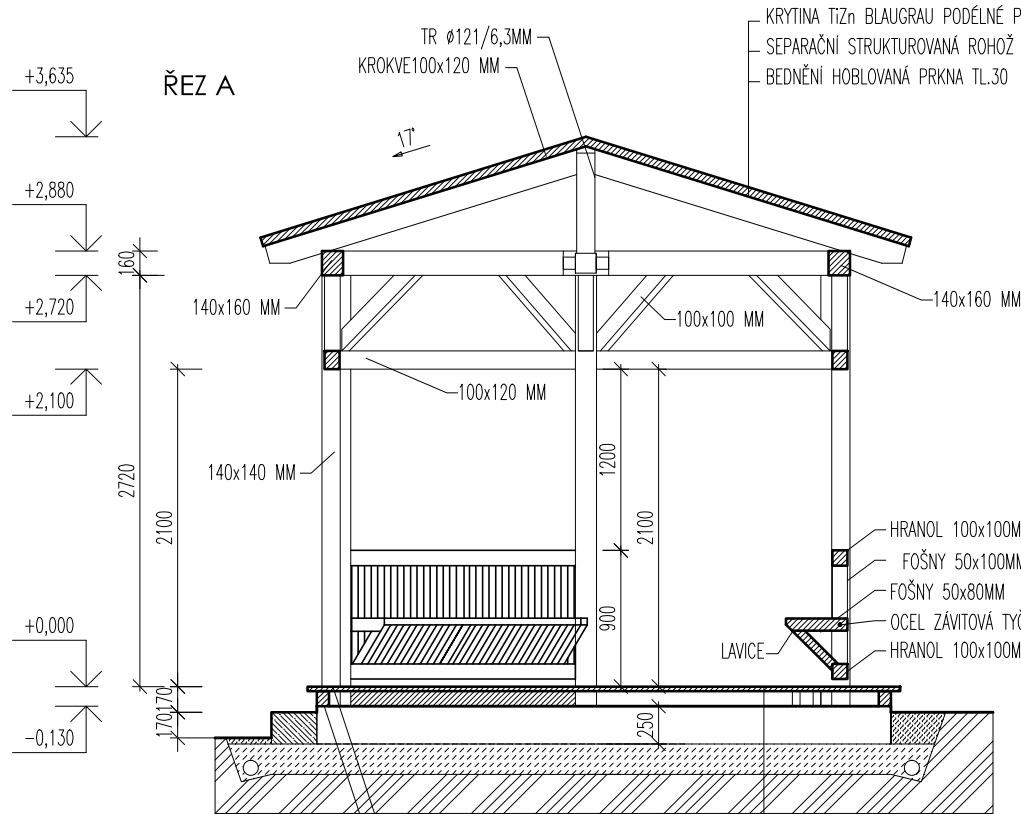 KRYTINA TiZn BLAUGRAU PODÉLNÉ P
SEPARAČNÍ STRUKTUROVANÁ ROHOŽ
BEDNĚNÍ HOBLOVANÁ PRKNA TL.30
TR ø121/6,3MM
KROKVE100x120 MM
ŘEZ A
+3,635
17°
+2,880
160
+2,720
140x160 MM
140x160 MM
100x100 MM
+2,100
100x120 MM
2720
2100
140x140 MM
1200
2100
900
HRANOL 100x100M
FOŠNY 50x100MM
FOŠNY 50x80MM
OCEL ZÁVITOVÁ TYČ
HRANOL 100x100M
LAVICE
+0,000
170
170
250
-0,130